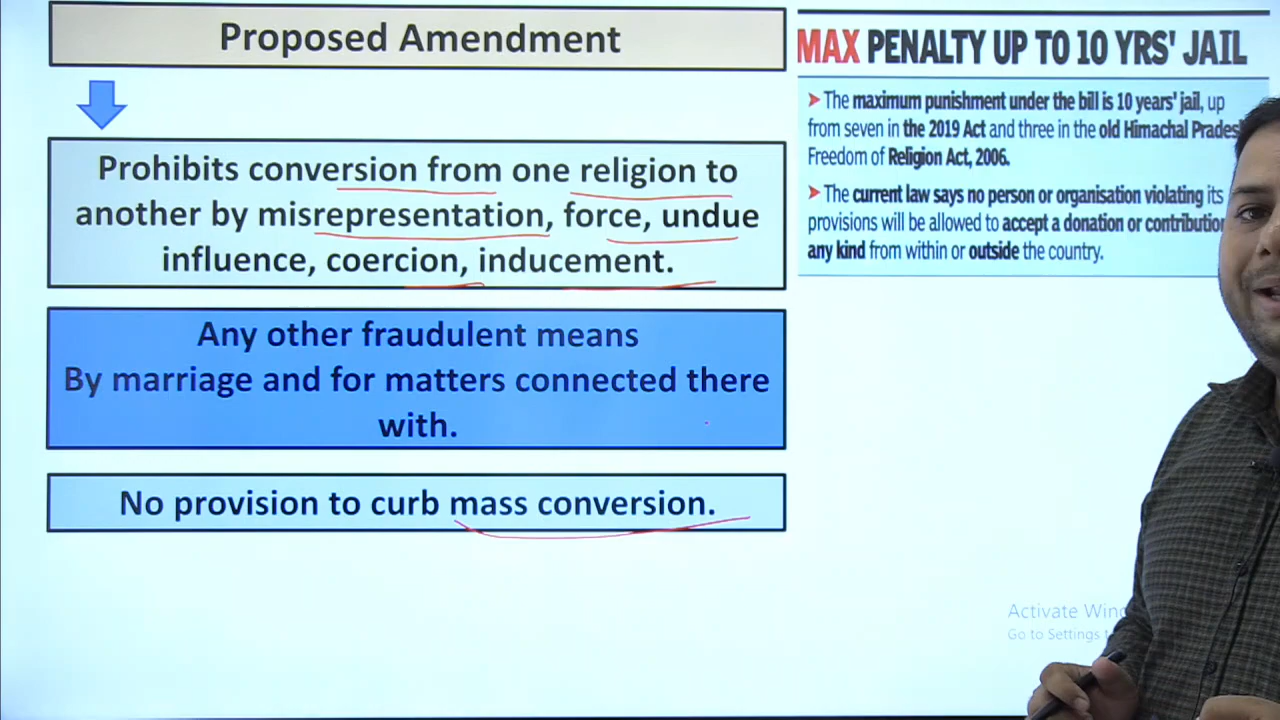 Proposed Amendment
Prohibits conversion from one religion to
another by misrepresentation, force, undue
influence, coercion, inducement.
Any other fraudulent means
By marriage and for matters connected there
with.
No provision to curb mass conversion.
MAX PENALTY UP TO 10 YRS' JAIL
➤ The maximum punishment under the bill is 10 years' jail, up
from seven in the 2019 Act and three in the old Himachal
Freedom of Religion Act, 2006.
➤ The current law says no person or organisation violating its
provisions will be allowed to accept a donation or
any kind from within or outside the country.
Activate
Go to Settings